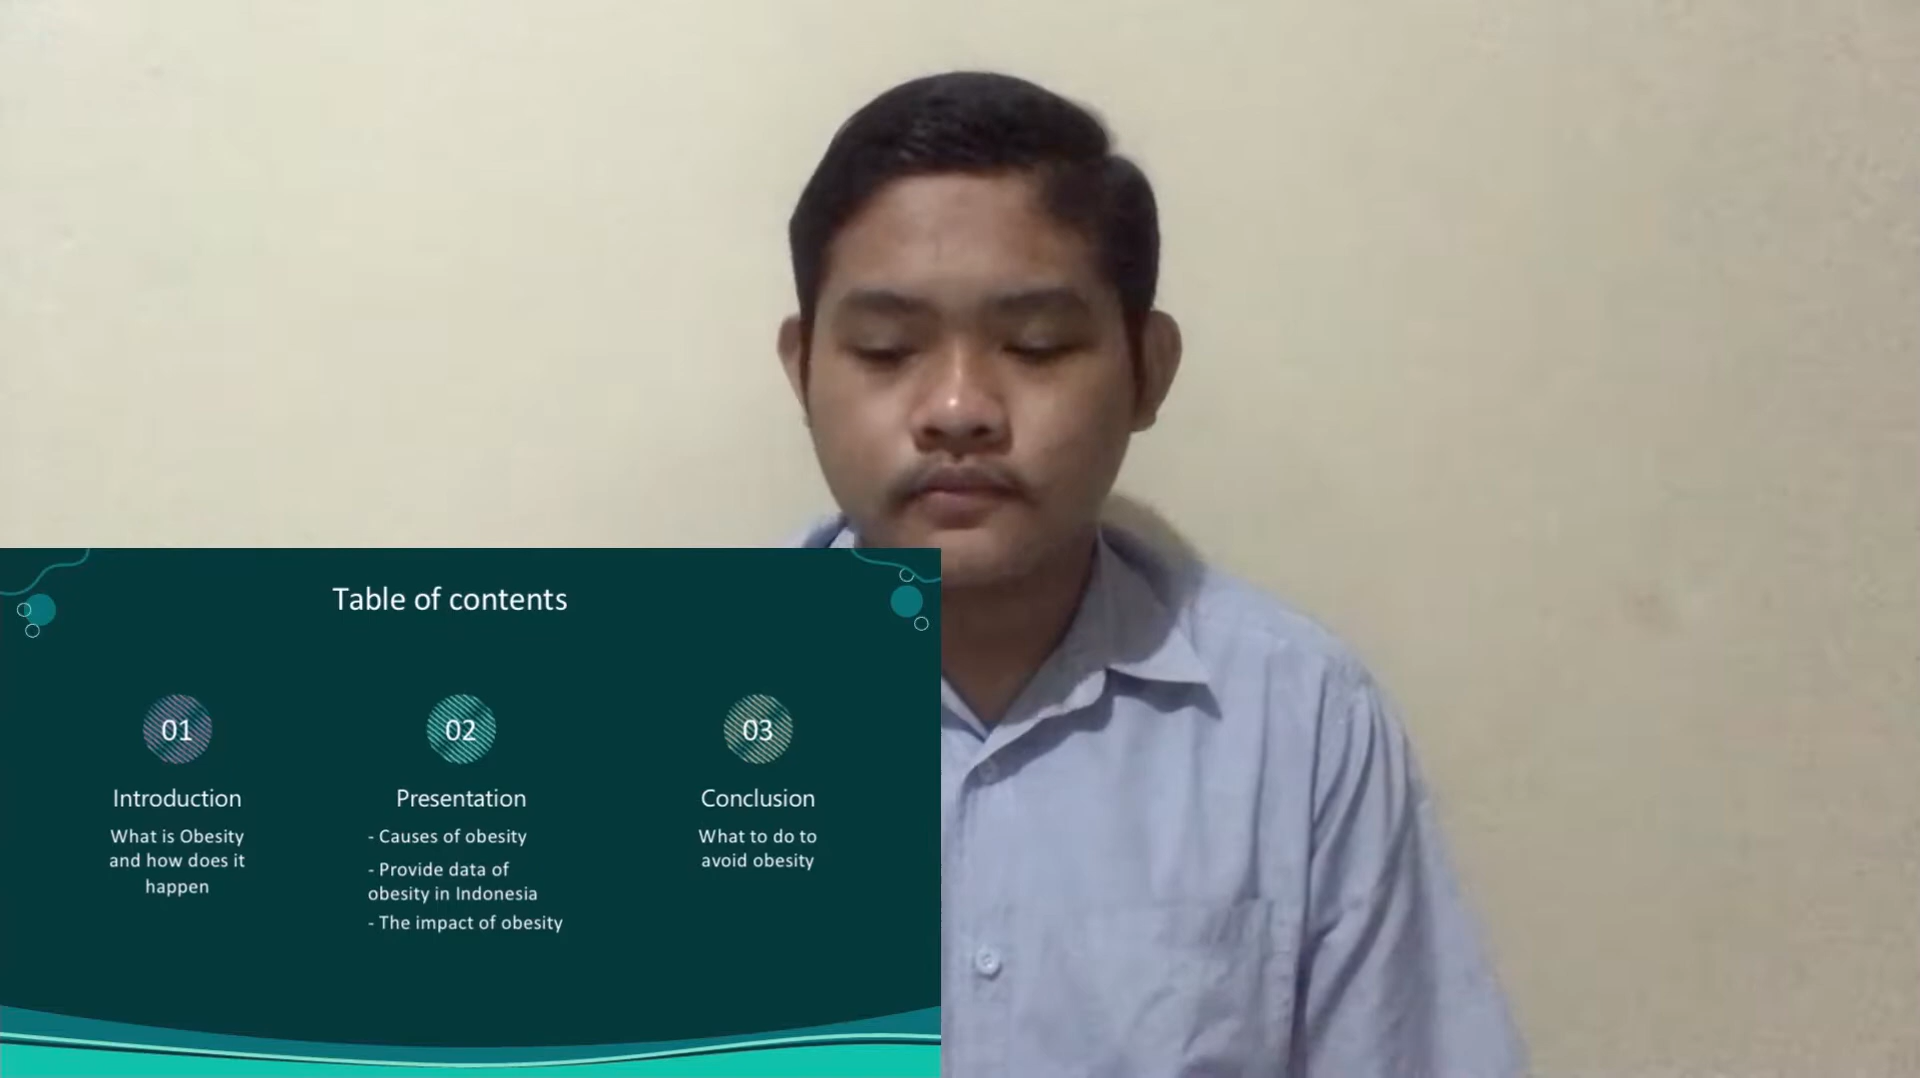 Table of contents
01
Introduction
What is Obesity
and how does it
happen
02
Presentation
- Causes of obesity
- Provide data of
obesity in Indonesia
- The impact of obesity
03
Conclusion
What to do to
avoid obesity